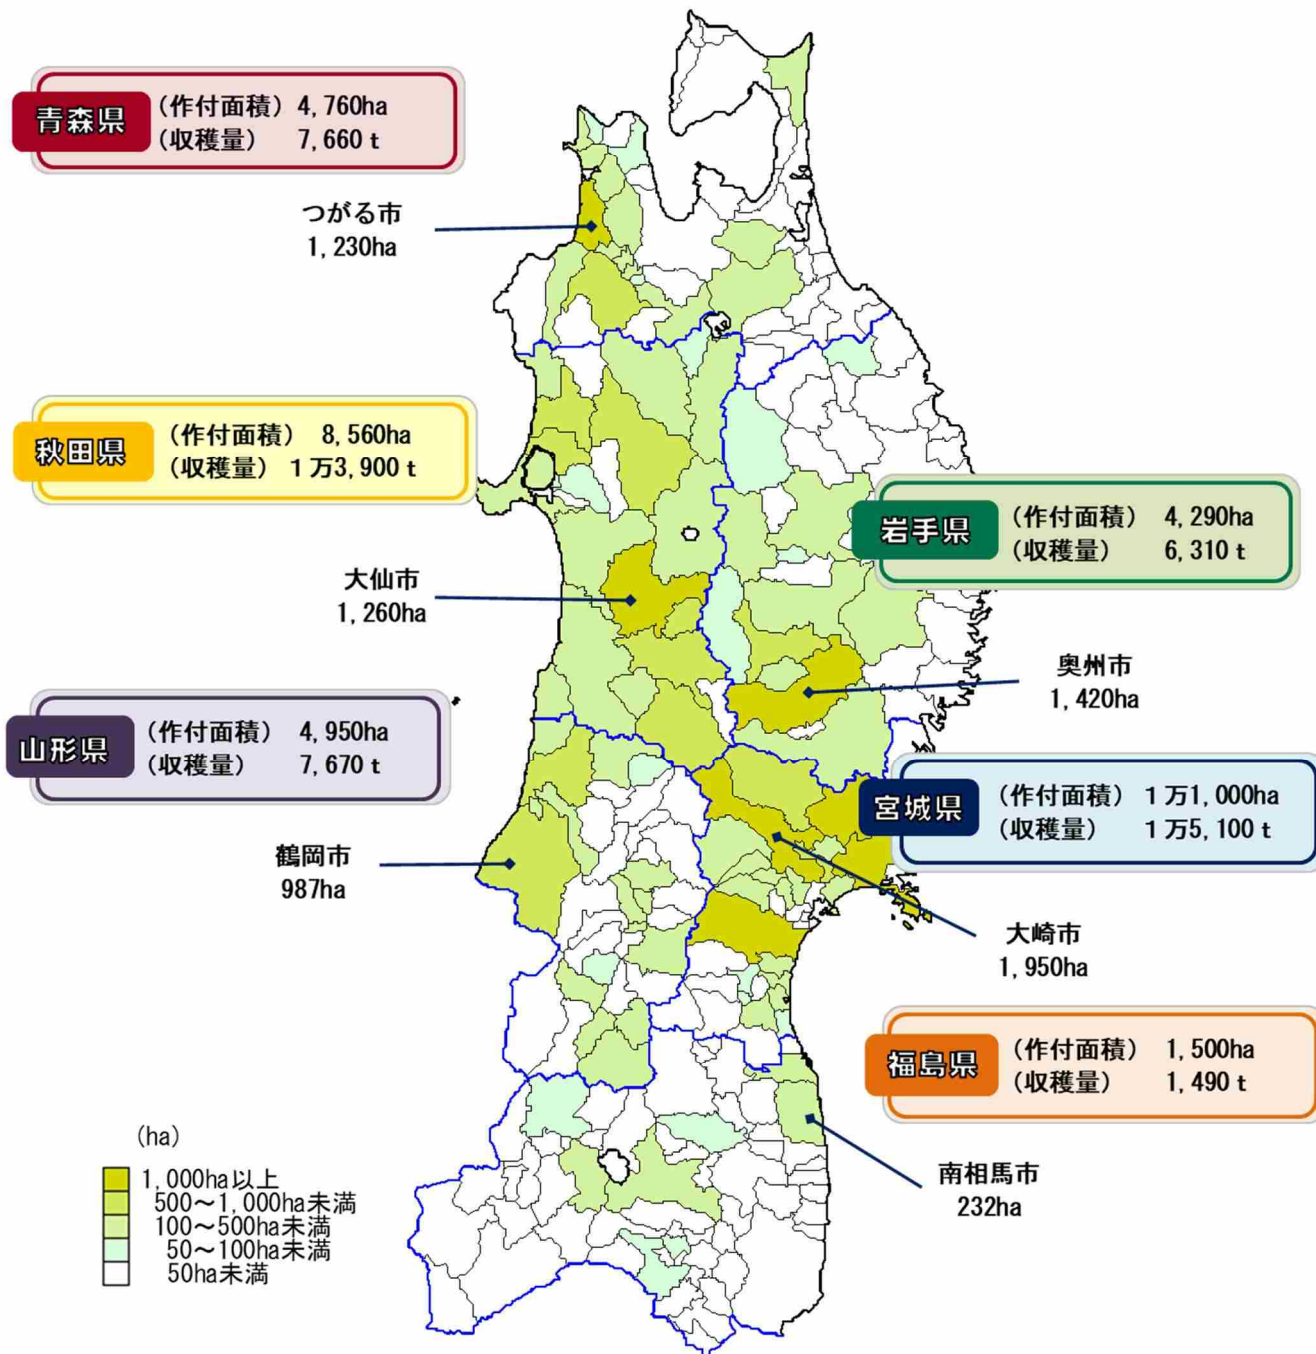 青森県
(作付面積) 4,760ha
(収穫量) 7,660 t
つがる市
1,230ha
秋田県
(作付面積) 8,560ha
(収穫量) 1万3,900 t
岩手県
(作付面積) 4,290ha
(収穫量) 6,310 t
大仙市
1,260ha
奥州市
1,420ha
山形県
(作付面積) 4,950ha
(収穫量) 7,670 t
宮城県
(作付面積) 1万1,000ha
(収穫量) 1万5,100 t
鶴岡市
987ha
大崎市
1,950ha
福島県
(作付面積) 1,500ha
(収穫量) 1,490 t
南相馬市
232ha
(ha)
1,000ha以上
500～1,000ha未満
100～500ha未満
50～100ha未満
50ha未満